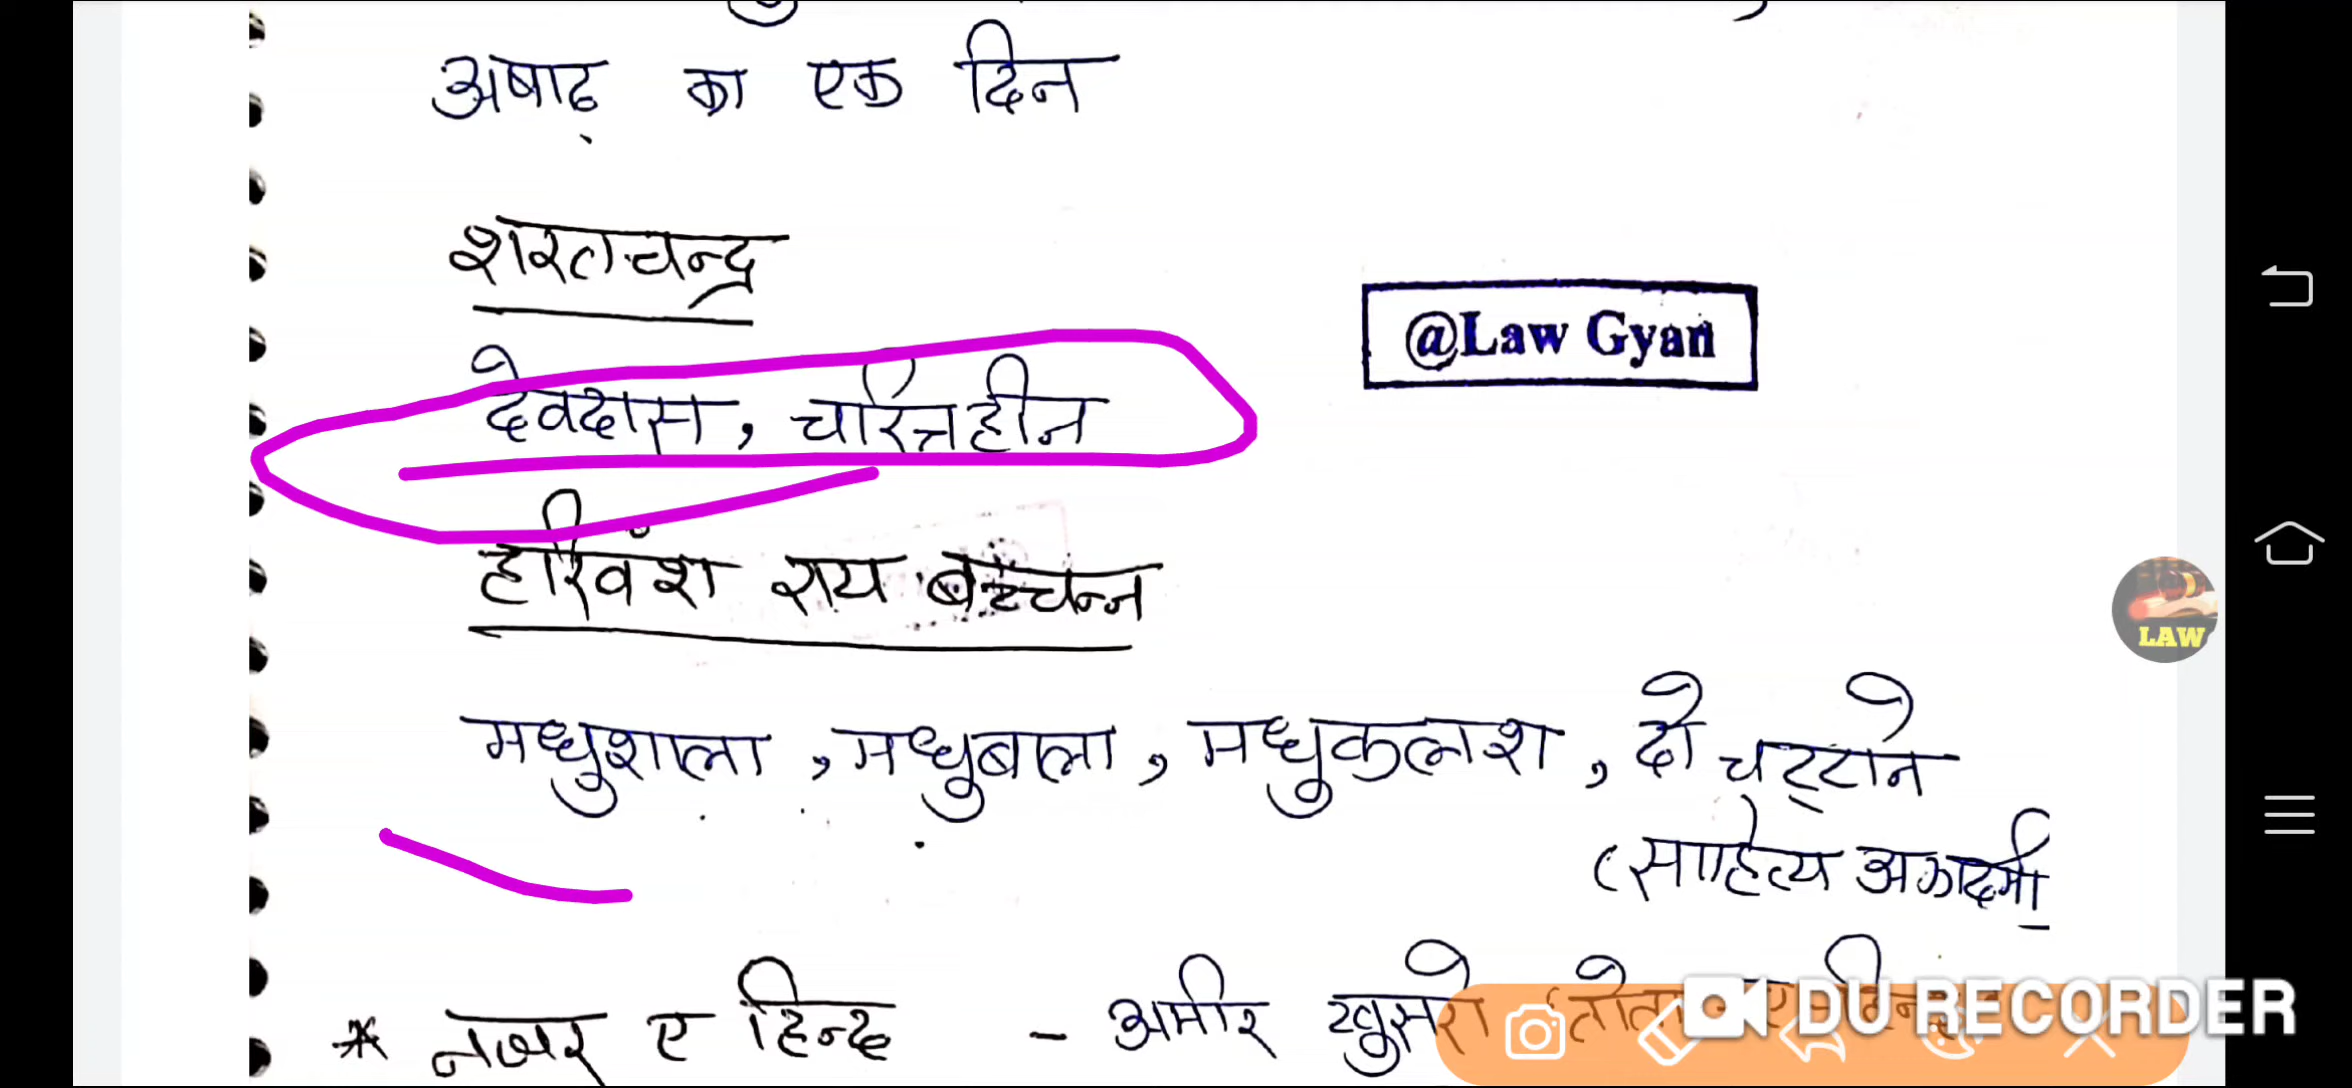 अषाढ़ का एक दिन
शरतचन्द्र
@Law Gyan
देवदास, चरित्रहीन
हरिवंश राय बच्चन
LAW
मधुशाला, मधुबाला, मधुकलश, दो चट्टाने
(साहित्य अकादमी
* नजर ए हिन्द - अमीर खुसरो
DU RECORDER